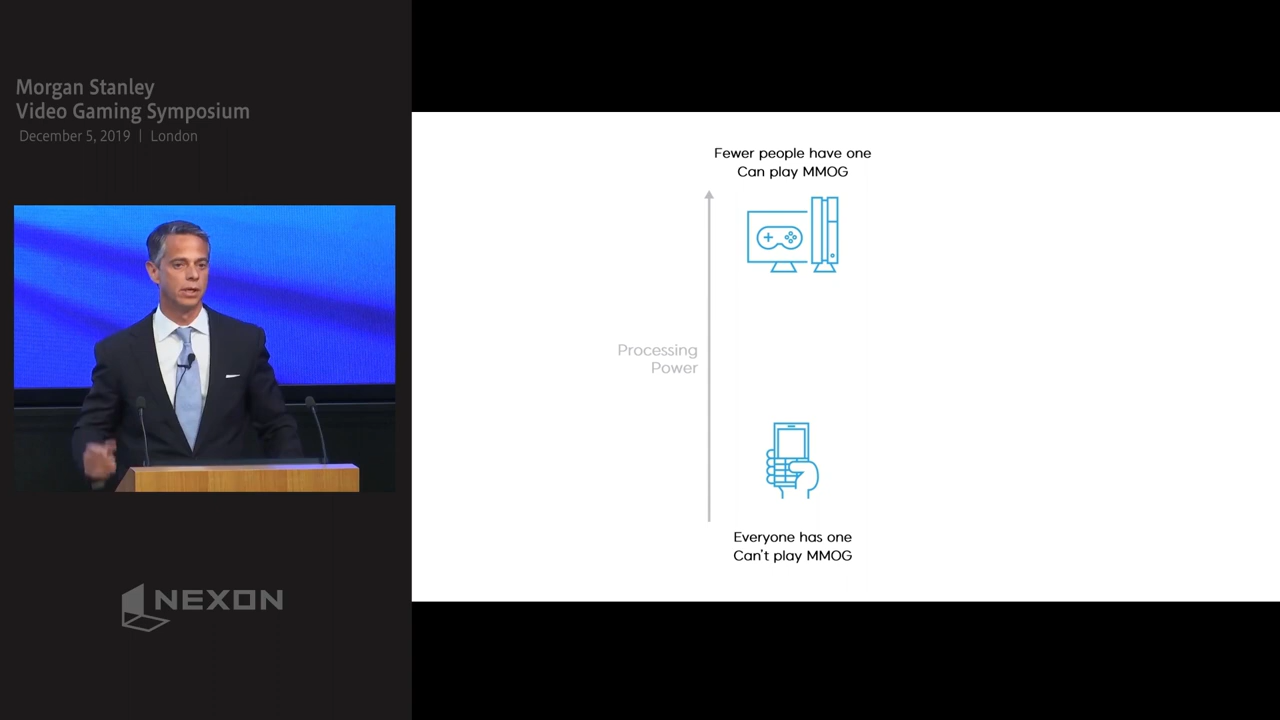 Morgan Stanley
Video Gaming Symposium
December 5, 2019 | London
NEXON
Fewer people have one
Can play MMOG
Processing
Power
Everyone has one
Can't play MMOG